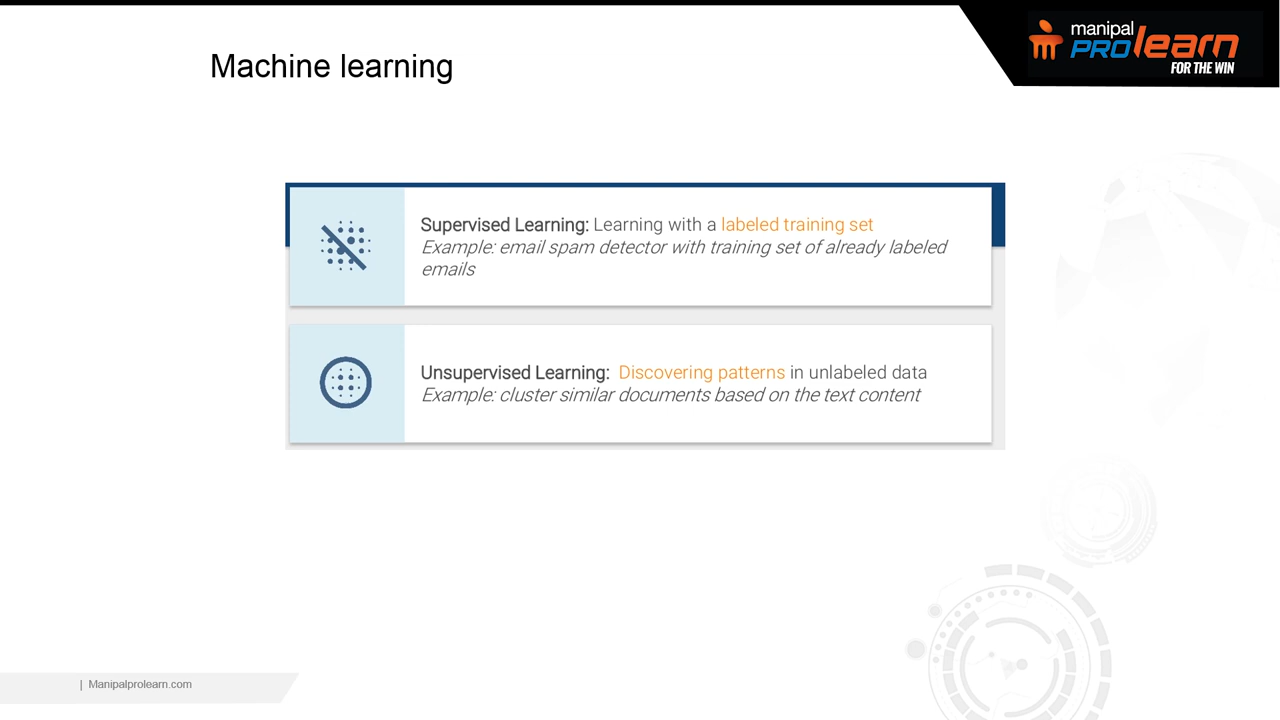 manipal
PROlearn
FOR THE WIN
Machine learning
Supervised Learning: Learning with a labeled training set
Example: email spam detector with training set of already labeled
emails
Unsupervised Learning: Discovering patterns in unlabeled data
Example: cluster similar documents based on the text content
| Manipalprolearn.com